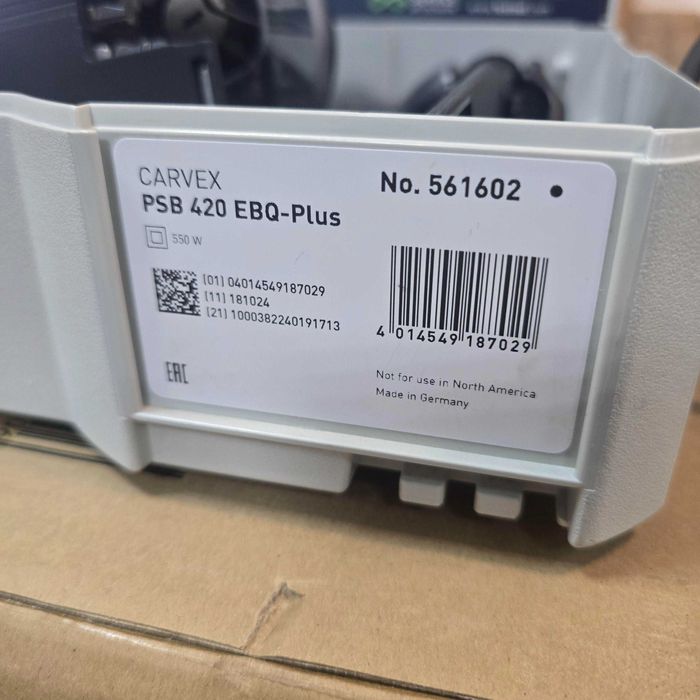 CARVEX
PSB 420 EBQ-Plus
550 W
No. 561602
(01) 04014549187029
(11) 181024
(21) 1000382240191713
4 014549 187029
EAC
Not for use in North America
Made in Germany